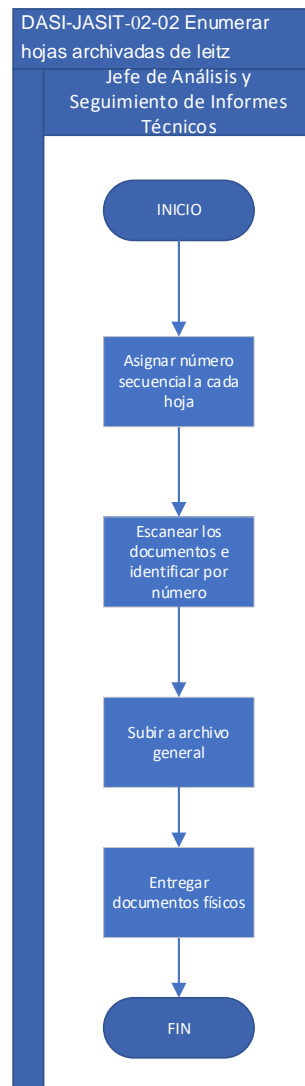 DASI-JASIT-02-02 Enumerar
hojas archivadas de leitz
Jefe de Análisis y
Seguimiento de Informes
Técnicos
INICIO
Asignar número
secuencial a cada
hoja
Escanear los
documentos e
identificar por
número
Subir a archivo
general
Entregar
documentos físicos
FIN